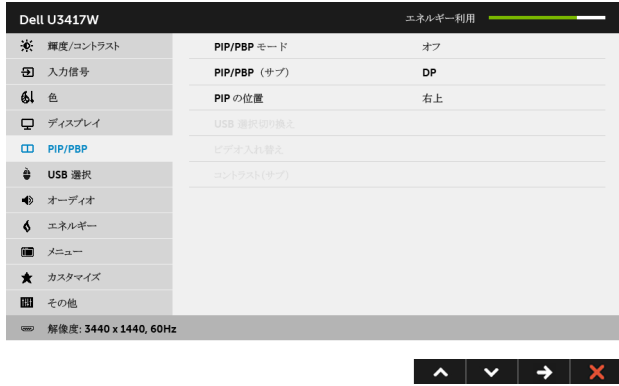 Dell U3417W
エネルギー利用
輝度/コントラスト
PIP/PBP モード
オフ
入力信号
PIP/PBP（サブ）
DP
色
PIP の位置
右上
ディスプレイ
USB 選択切り換え
PIP/PBP
ビデオ入れ替え
USB 選択
コントラスト(サブ)
オーディオ
エネルギー
メニュー
カスタマイズ
その他
解像度: 3440 x 1440, 60Hz